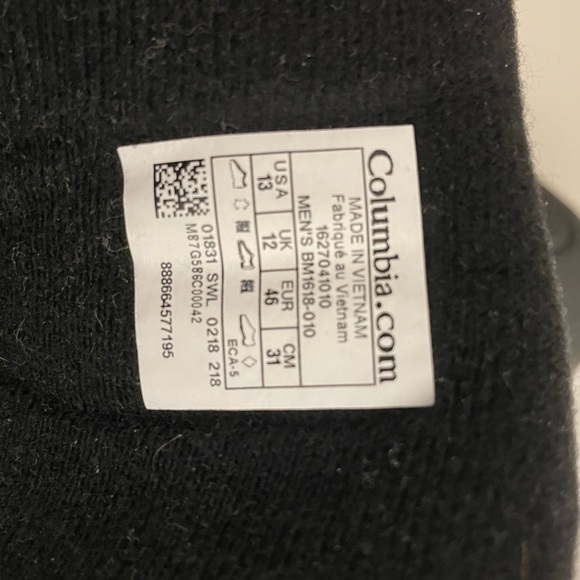 Columbia.com
MADE IN VIETNAM
Fabriqué au Vietnam
1627041010
MEN'S BM1618-010
USA UK EUR CM
13 12 46 31
ECA-5
01831 SWL 0218 218
M87G586C00042
888664577195